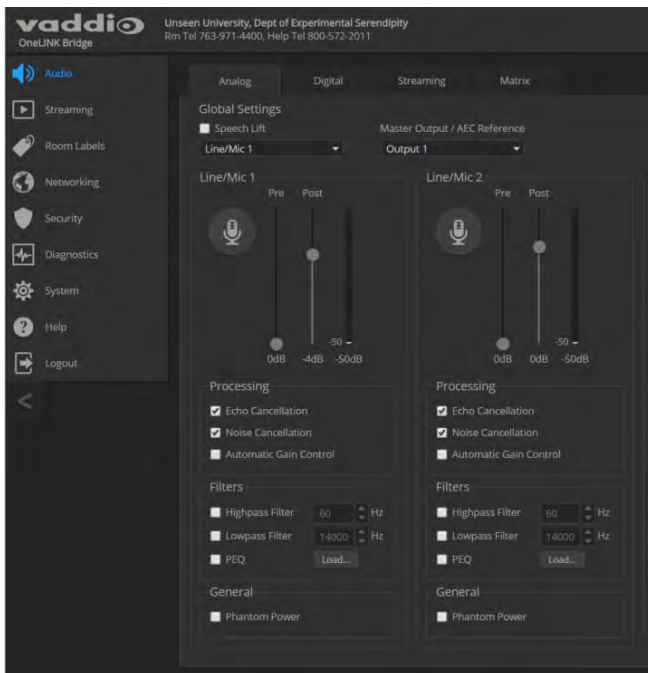 vaddio
OneLINK Bridge
Unseen University, Dept of Experimental Serendipity
Rm Tel 763-971-4400, Help Tel 800-572-2011
Audio
Streaming
Room Labels
Networking
Security
Diagnostics
System
Help
Logout
<
Analog Digital Streaming Matrix
Global Settings
Speech Lift Master Output / AEC Reference
Line/Mic 1 Output 1
Line/Mic 1
Pre Post
-50
0dB -4dB -50dB
Processing
Echo Cancellation
Noise Cancellation
Automatic Gain Control
Filters
Highpass Filter 60 Hz
Lowpass Filter 14000 Hz
PEQ Load...
General
Phantom Power
Line/Mic 2
Pre Post
-50
0dB 0dB -50dB
Processing
Echo Cancellation
Noise Cancellation
Automatic Gain Control
Filters
Highpass Filter 60 Hz
Lowpass Filter 14000 Hz
PEQ Load...
General
Phantom Power